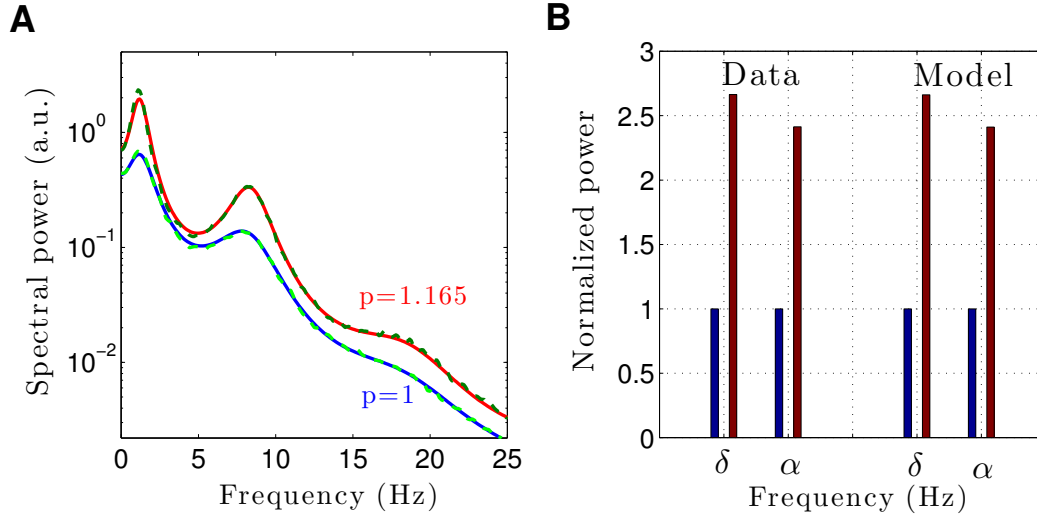 A
Spectral power (a.u.)
10^0
10^-1
10^-2
p=1.165
p=1
0 5 10 15 20 25
Frequency (Hz)
B
Normalized power
3
2.5
2
1.5
1
0.5
0
Data Model
δ α δ α
Frequency (Hz)